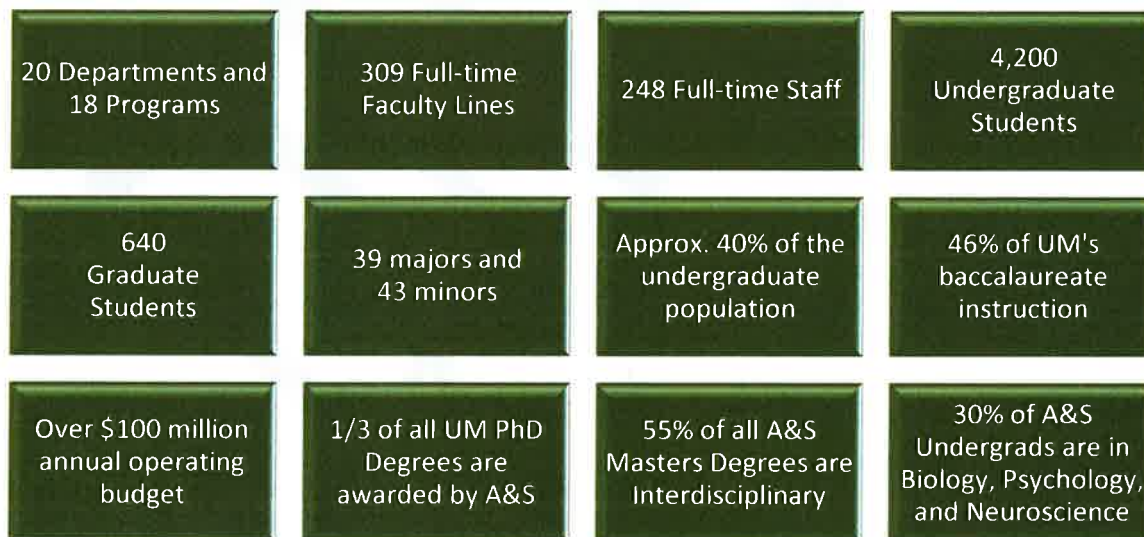 20 Departments and
18 Programs
309 Full-time
Faculty Lines
248 Full-time Staff
4,200
Undergraduate
Students
640
Graduate
Students
39 majors and
43 minors
Approx. 40% of the
undergraduate
population
46% of UM's
baccalaureate
instruction
Over $100 million
annual operating
budget
1/3 of all UM PhD
Degrees are
awarded by A&S
55% of all A&S
Masters Degrees are
Interdisciplinary
30% of A&S
Undergrads are in
Biology, Psychology,
and Neuroscience